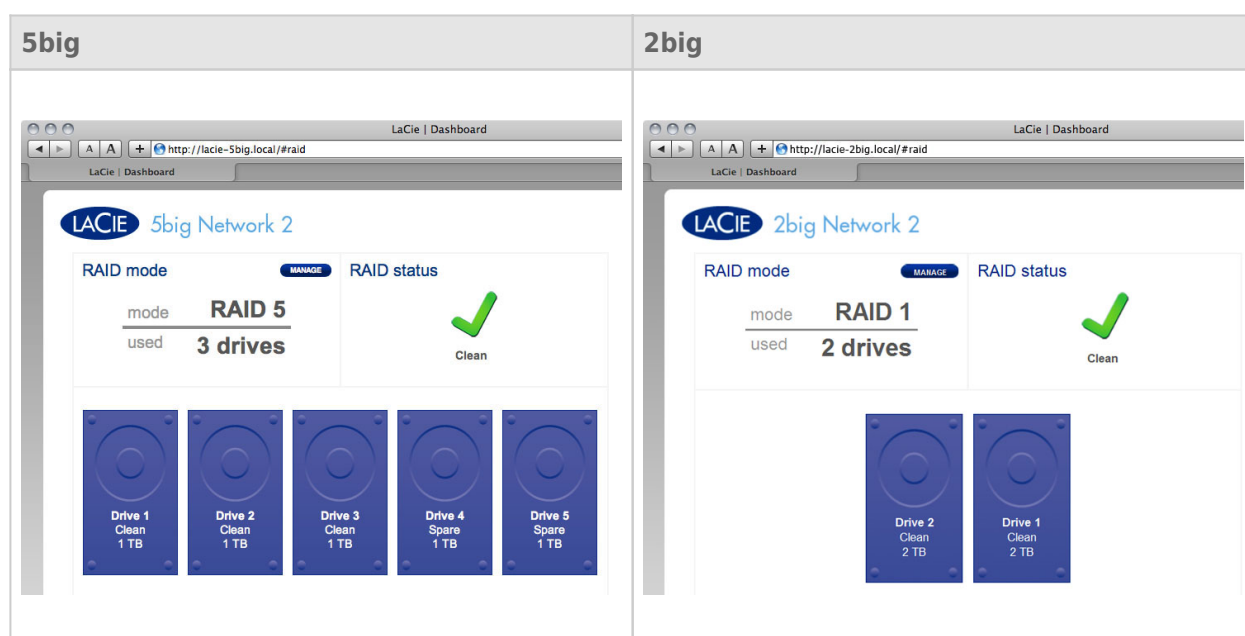 5big
2big
LaCie | Dashboard
A A + http://lacie-5big.local/#raid
LaCie | Dashboard
LACIE 5big Network 2
RAID mode MANAGE RAID status
mode RAID 5
used 3 drives
Clean
Drive 1
Clean
1 TB
Drive 2
Clean
1 TB
Drive 3
Clean
1 TB
Drive 4
Spare
1 TB
Drive 5
Spare
1 TB
LaCie | Dashboard
A A + http://lacie-2big.local/#raid
LaCie | Dashboard
LACIE 2big Network 2
RAID mode MANAGE RAID status
mode RAID 1
used 2 drives
Clean
Drive 2
Clean
2 TB
Drive 1
Clean
2 TB